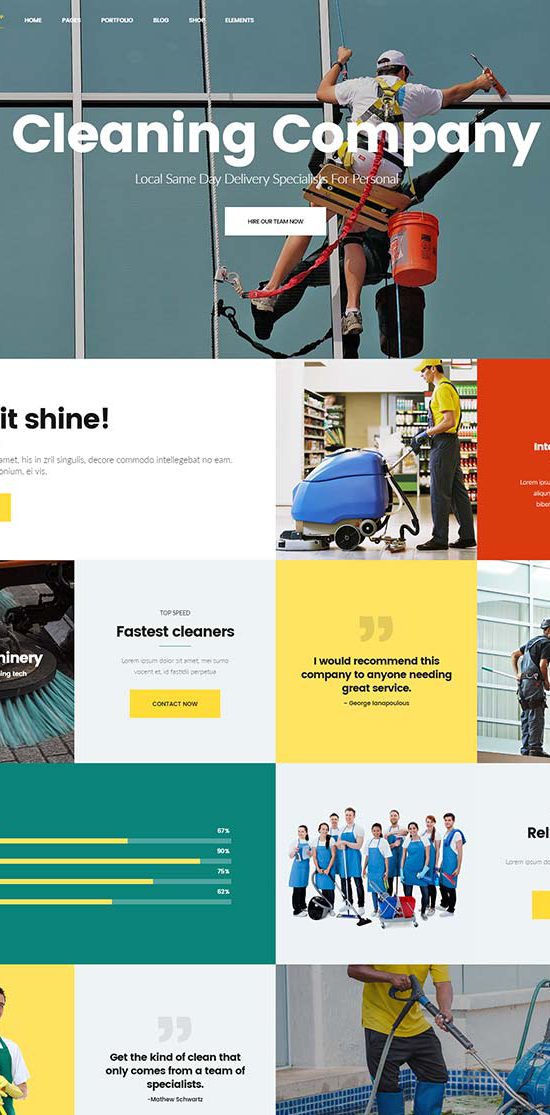 HOME PAGES PORTFOLIO BLOG SHOP ELEMENTS
Cleaning Company
Local Same Day Delivery Specialists For Personal
HIRE OUR TEAM NOW
it shine!
amet, his in zril singulis, decore commodo intellegebat no eam.
onium, ei vis.
Lorem ipsu
aliqu
bibe
hinery
ing tech
TOP SPEED
Fastest cleaners
Lorem ipsum dolor sit amet, mei sumo
vocent et, id fastidii perpetua
CONTACT NOW
I would recommend this
company to anyone needing
great service.
– George Ianapoulous
67%
90%
75%
62%
Rel
Lorem ipsum do
Get the kind of clean that
only comes from a team of
specialists.
–Mathew Schwartz